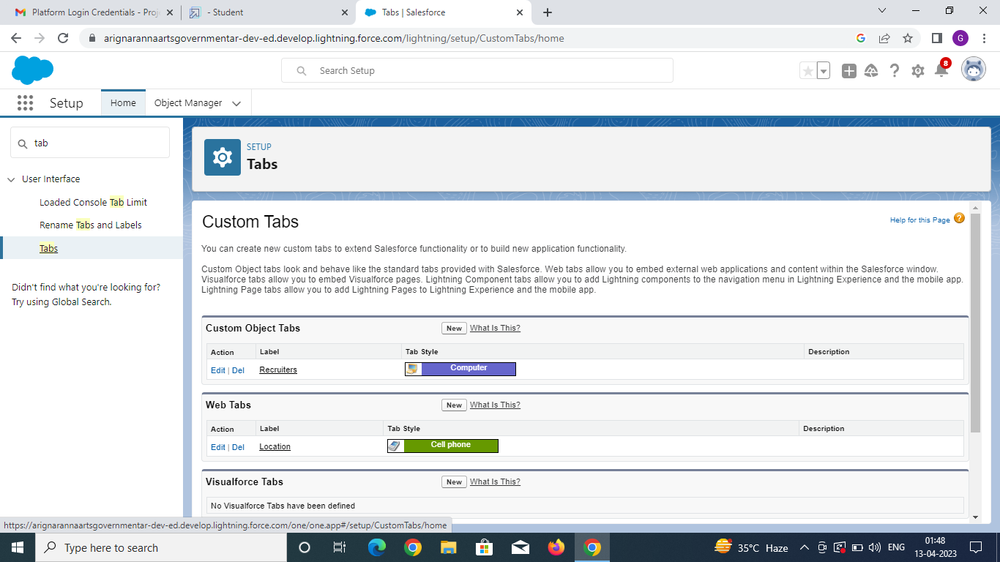 Platform Login Credentials - Proj
- Student
Tabs | Salesforce
arignarannaartsgovernmentar-dev-ed.develop.lightning.force.com/lightning/setup/CustomTabs/home
G
Search Setup
8
Setup
Home
Object Manager
tab
User Interface
Loaded Console Tab Limit
Rename Tabs and Labels
Tabs
Didn't find what you're looking for?
Try using Global Search.
SETUP
Tabs
Custom Tabs
Help for this Page ?
You can create new custom tabs to extend Salesforce functionality or to build new application functionality.
Custom Object tabs look and behave like the standard tabs provided with Salesforce. Web tabs allow you to embed external web applications and content within the Salesforce window.
Visualforce tabs allow you to embed Visualforce pages. Lightning Component tabs allow you to add Lightning components to the navigation menu in Lightning Experience and the mobile app.
Lightning Page tabs allow you to add Lightning Pages to Lightning Experience and the mobile app.
Custom Object Tabs New What Is This?
Action Label Tab Style Description
Edit | Del Recruiters Computer
Web Tabs New What Is This?
Action Label Tab Style Description
Edit | Del Location Cell phone
Visualforce Tabs New What Is This?
No Visualforce Tabs have been defined
https://arignarannaartsgovernmentar-dev-ed.develop.lightning.force.com/one/one.app#/setup/CustomTabs/home
Type here to search
35°C Haze
ENG
01:48
13-04-2023